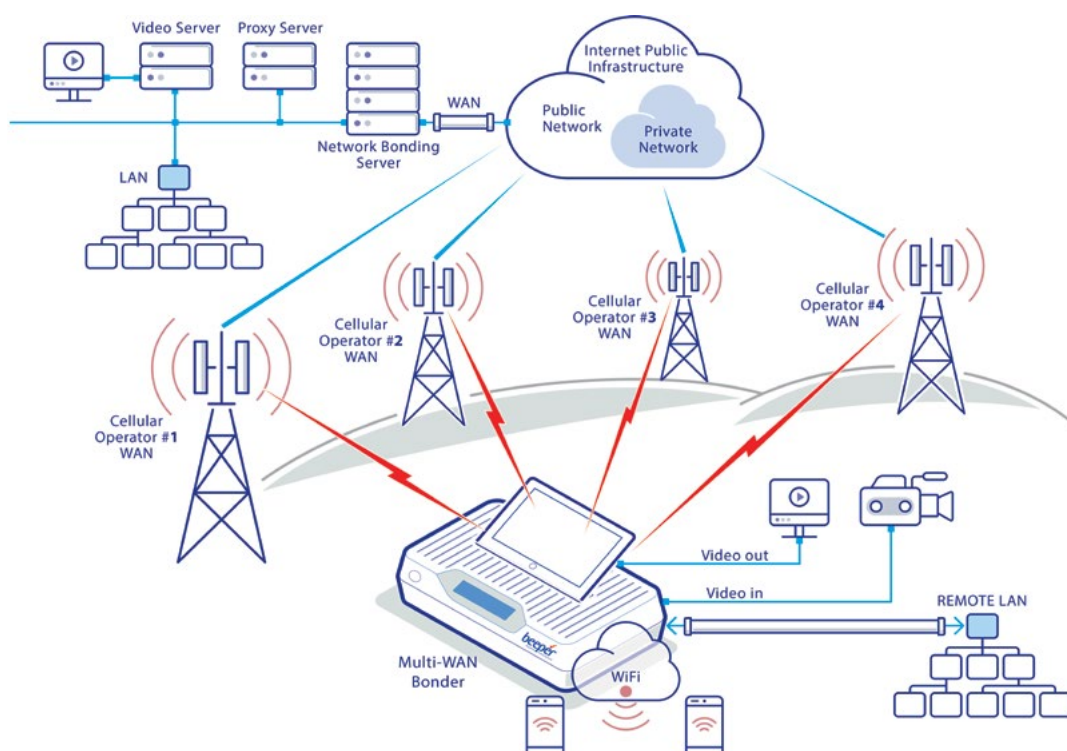 Video Server
Proxy Server
Internet Public
Infrastructure
WAN
Public
Network
Private
Network
Network Bonding
Server
LAN
Cellular
Operator #1
WAN
Cellular
Operator #2
WAN
Cellular
Operator #3
WAN
Cellular
Operator #4
WAN
Video out
Video in
REMOTE LAN
beeper
Multi-WAN
Bonder
WiFi